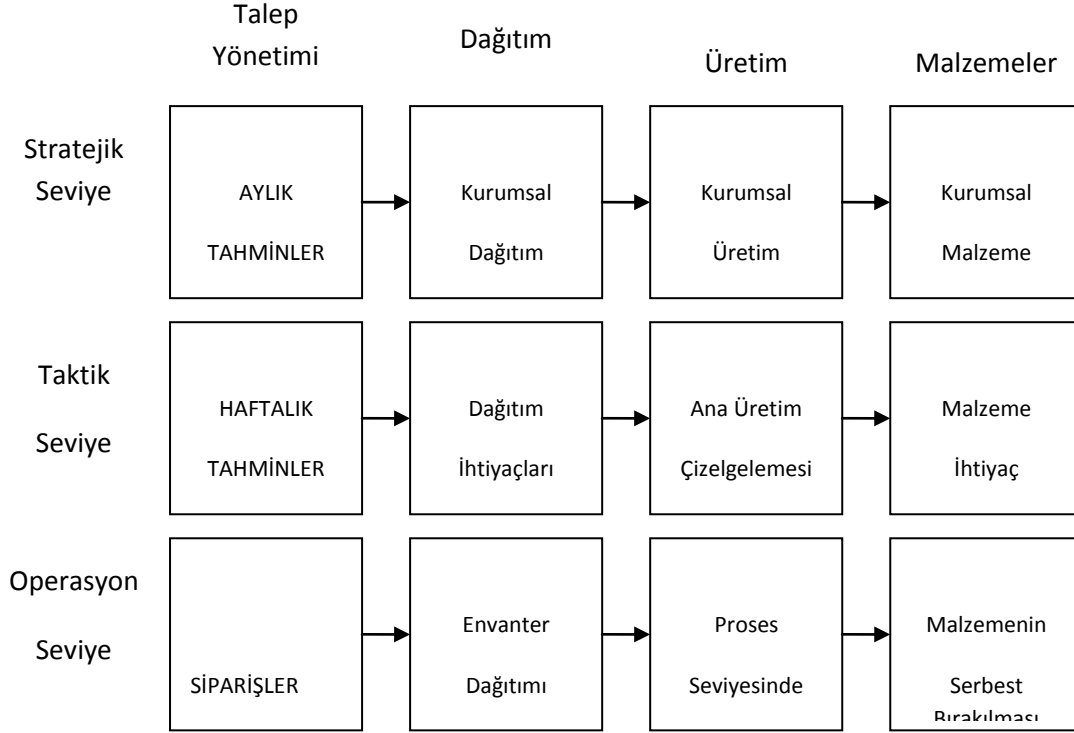 Talep
Yönetimi
Dağıtım
Üretim
Malzemeler
Stratejik
Seviye
AYLIK
TAHMİNLER
Kurumsal
Dağıtım
Kurumsal
Üretim
Kurumsal
Malzeme
Taktik
Seviye
HAFTALIK
TAHMİNLER
Dağıtım
İhtiyaçları
Ana Üretim
Çizelgelemesi
Malzeme
İhtiyaç
Operasyon
Seviye
SİPARİŞLER
Envanter
Dağıtımı
Proses
Seviyesinde
Malzemenin
Serbest
Bırakılması